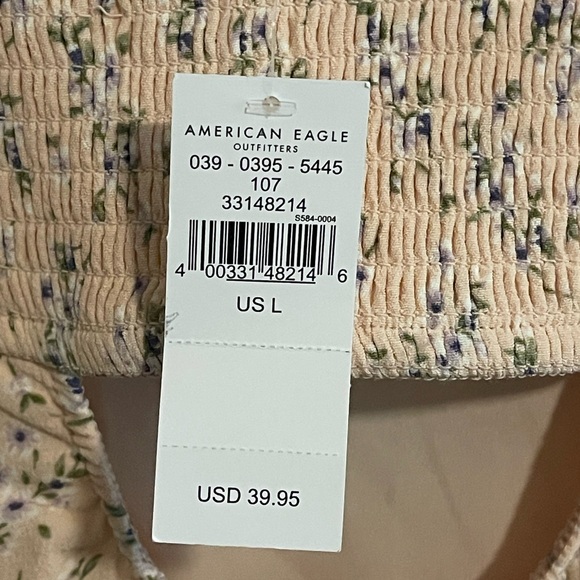 AMERICAN EAGLE
OUTFITTERS
039 - 0395 - 5445
107
33148214
S584-0004
4 00331 48214 6
US L
USD 39.95